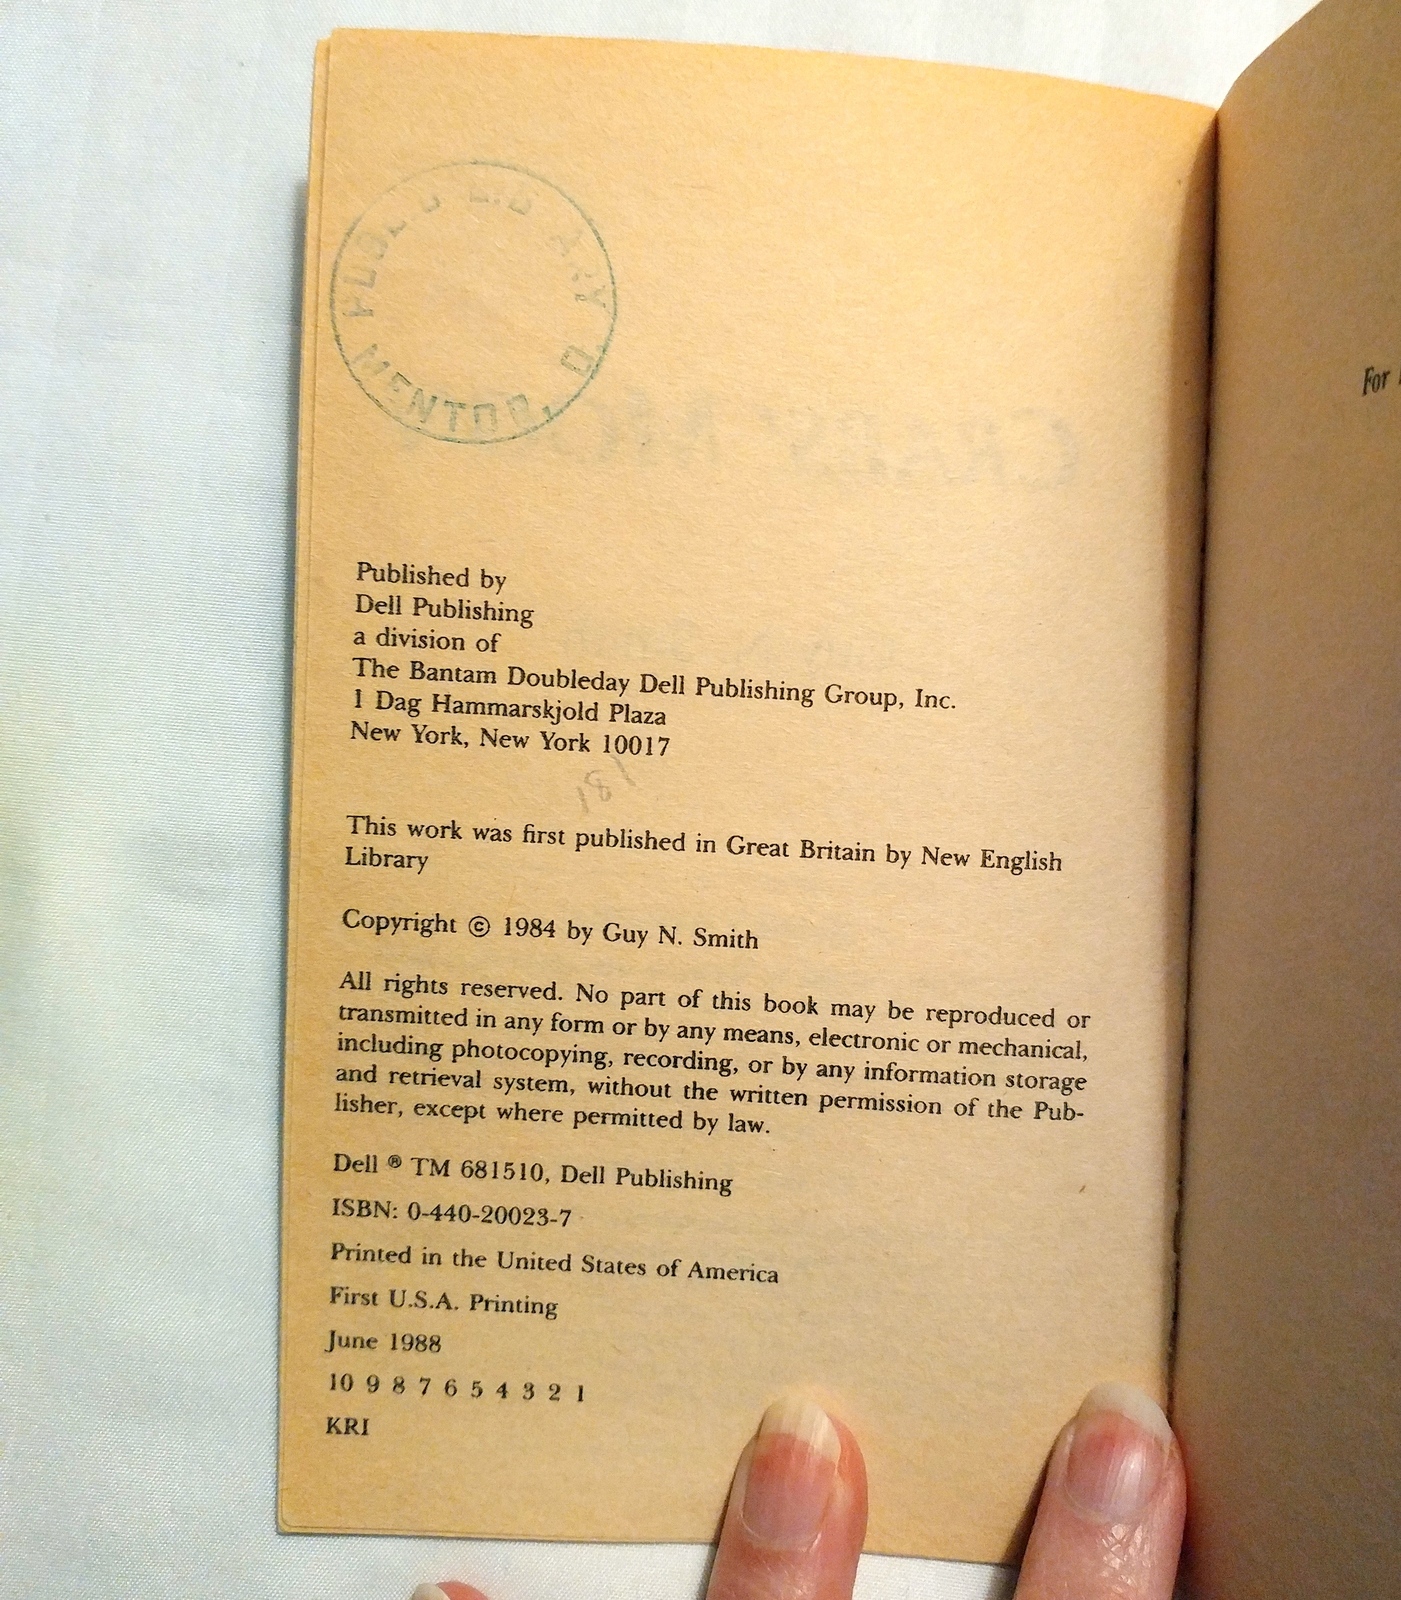 PUBLIC LIBRARY
MENTOR, O.
Published by
Dell Publishing
a division of
The Bantam Doubleday Dell Publishing Group, Inc.
1 Dag Hammarskjold Plaza
New York, New York 10017
This work was first published in Great Britain by New English
Library
Copyright © 1984 by Guy N. Smith
All rights reserved. No part of this book may be reproduced or
transmitted in any form or by any means, electronic or mechanical,
including photocopying, recording, or by any information storage
and retrieval system, without the written permission of the Pub-
lisher, except where permitted by law.
Dell ® TM 681510, Dell Publishing
ISBN: 0-440-20023-7
Printed in the United States of America
First U.S.A. Printing
June 1988
10 9 8 7 6 5 4 3 2 1
KRI
For